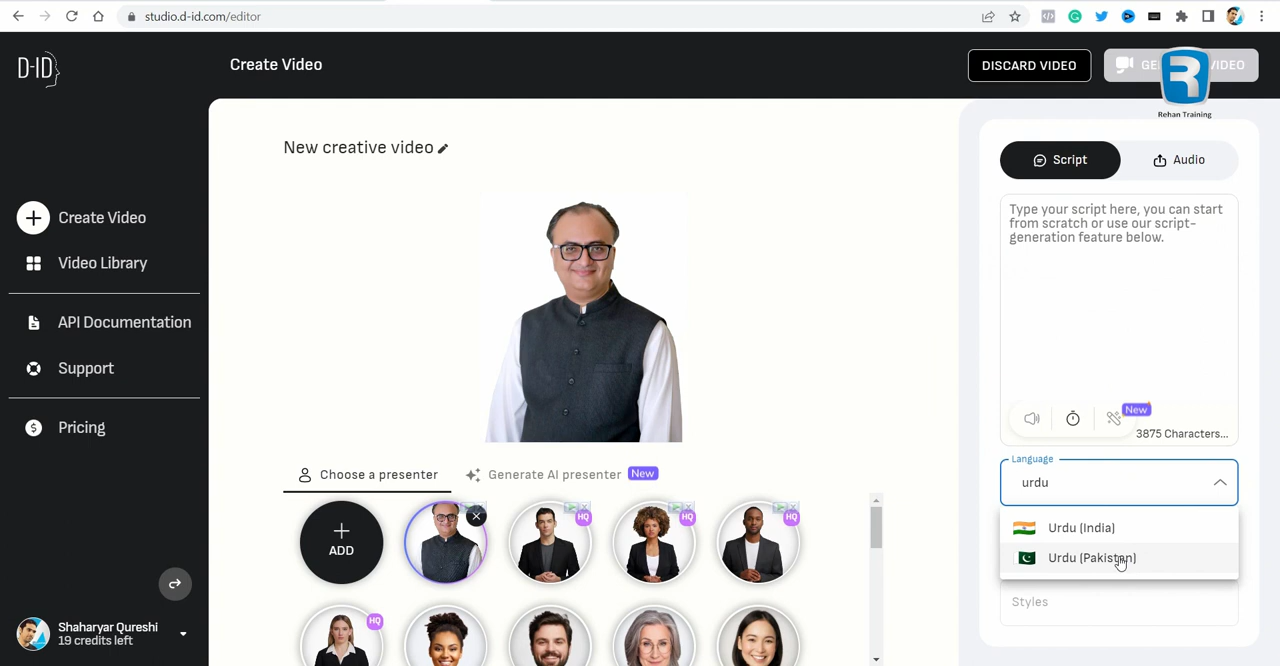 studio.d-id.com/editor
D-ID
Create Video
DISCARD VIDEO
GE
VIDEO
R
Rehan Training
New creative video
Script
Audio
Type your script here, you can start
from scratch or use our script-
generation feature below.
Create Video
Video Library
API Documentation
Support
Pricing
New
3875 Characters...
Language
urdu
Urdu (India)
Urdu (Pakistan)
Styles
Choose a presenter
Generate AI presenter New
ADD
HQ
HQ
HQ
HQ
Shaharyar Qureshi
19 credits left